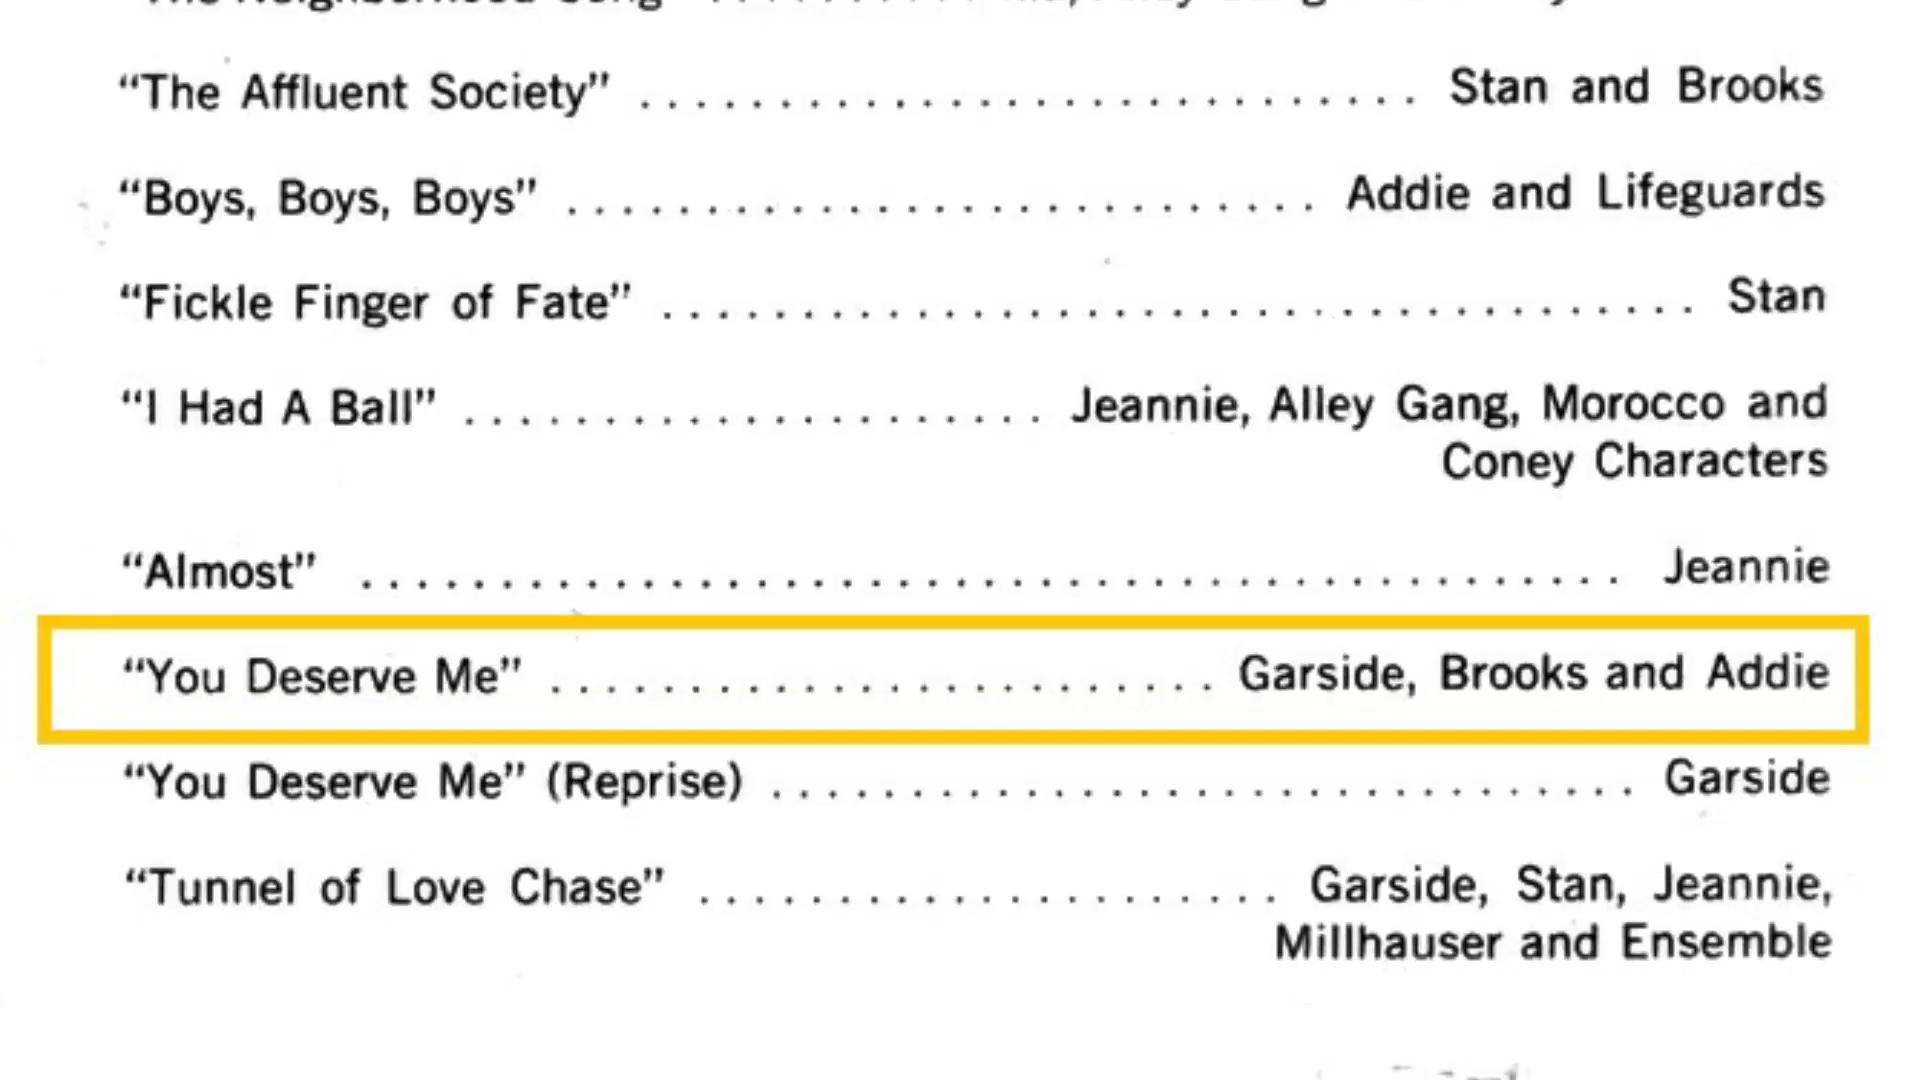 “The Affluent Society” ............................ Stan and Brooks
“Boys, Boys, Boys” ........................... Addie and Lifeguards
“Fickle Finger of Fate” ..................................... Stan
“I Had A Ball” ..................... Jeannie, Alley Gang, Morocco and
Coney Characters
“Almost” ............................................. Jeannie
“You Deserve Me” ........................ Garside, Brooks and Addie
“You Deserve Me” (Reprise) ............................... Garside
“Tunnel of Love Chase” ..................... Garside, Stan, Jeannie,
Millhauser and Ensemble